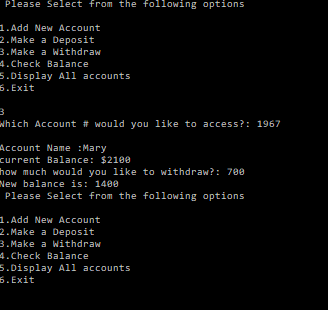 Please Select from the following options
1.Add New Account
2.Make a Deposit
3.Make a Withdraw
4.Check Balance
5.Display All accounts
6.Exit
3
Which Account # would you like to access?: 1967
Account Name :Mary
current Balance: $2100
how much would you like to withdraw?: 700
New balance is: 1400
Please Select from the following options
1.Add New Account
2.Make a Deposit
3.Make a Withdraw
4.Check Balance
5.Display All accounts
6.Exit